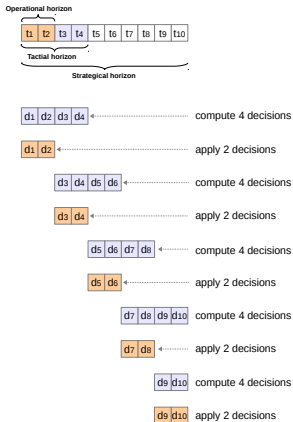 Operational horizon
t1 t2 t3 t4 t5 t6 t7 t8 t9 t10
Tactial horizon
Strategical horizon
d1 d2 d3 d4 compute 4 decisions
d1 d2 apply 2 decisions
d3 d4 d5 d6 compute 4 decisions
d3 d4 apply 2 decisions
d5 d6 d7 d8 compute 4 decisions
d5 d6 apply 2 decisions
d7 d8 d9 d10 compute 4 decisions
d7 d8 apply 2 decisions
d9 d10 compute 4 decisions
d9 d10 apply 2 decisions